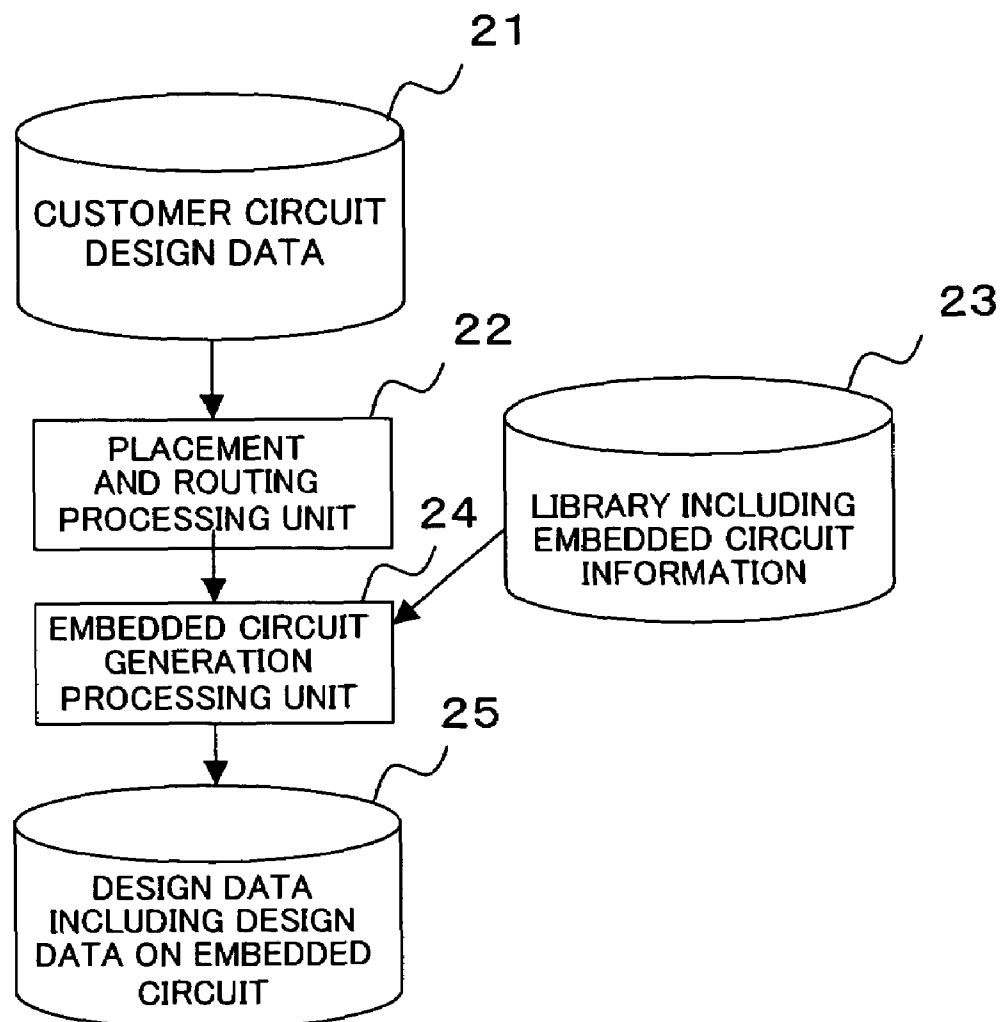 21
CUSTOMER CIRCUIT
DESIGN DATA
22
23
PLACEMENT
AND ROUTING
PROCESSING UNIT
24
LIBRARY INCLUDING
EMBEDDED CIRCUIT
INFORMATION
EMBEDDED CIRCUIT
GENERATION
PROCESSING UNIT
25
DESIGN DATA
INCLUDING DESIGN
DATA ON EMBEDDED
CIRCUIT